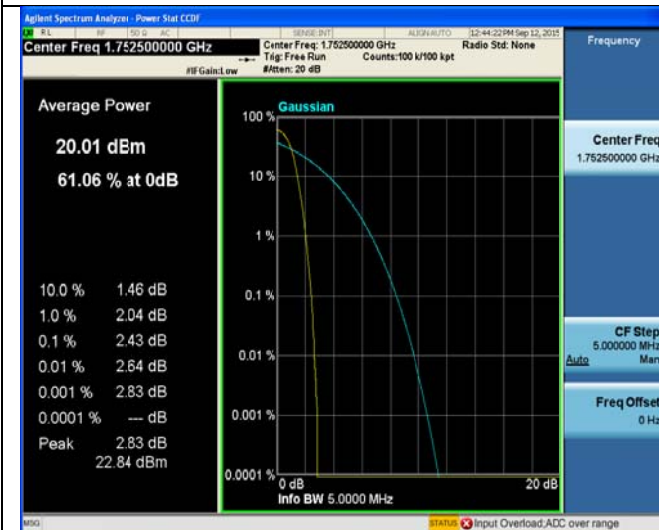 Agilent Spectrum Analyzer - Power Stat CCDF
RL RF 50 Ω AC SENSE:INT ALIGN AUTO 12:44:22 PM Sep 12, 2015
Center Freq 1.752500000 GHz
Center Freq: 1.752500000 GHz Radio Std: None
Trig: Free Run Counts:100 k/100 kpt
#IFGain:Low #Atten: 20 dB
Frequency
Average Power
20.01 dBm
61.06 % at 0dB
10.0 % 1.46 dB
1.0 % 2.04 dB
0.1 % 2.43 dB
0.01 % 2.64 dB
0.001 % 2.83 dB
0.0001 % --- dB
Peak 2.83 dB
22.84 dBm
Gaussian
100 %
10 %
1 %
0.1 %
0.01 %
0.001 %
0.0001 %
0 dB 20 dB
Info BW 5.0000 MHz
Center Freq
1.752500000 GHz
CF Step
5.000000 MHz
Auto Man
Freq Offset
0 Hz
MSG STATUS Input Overload;ADC over range